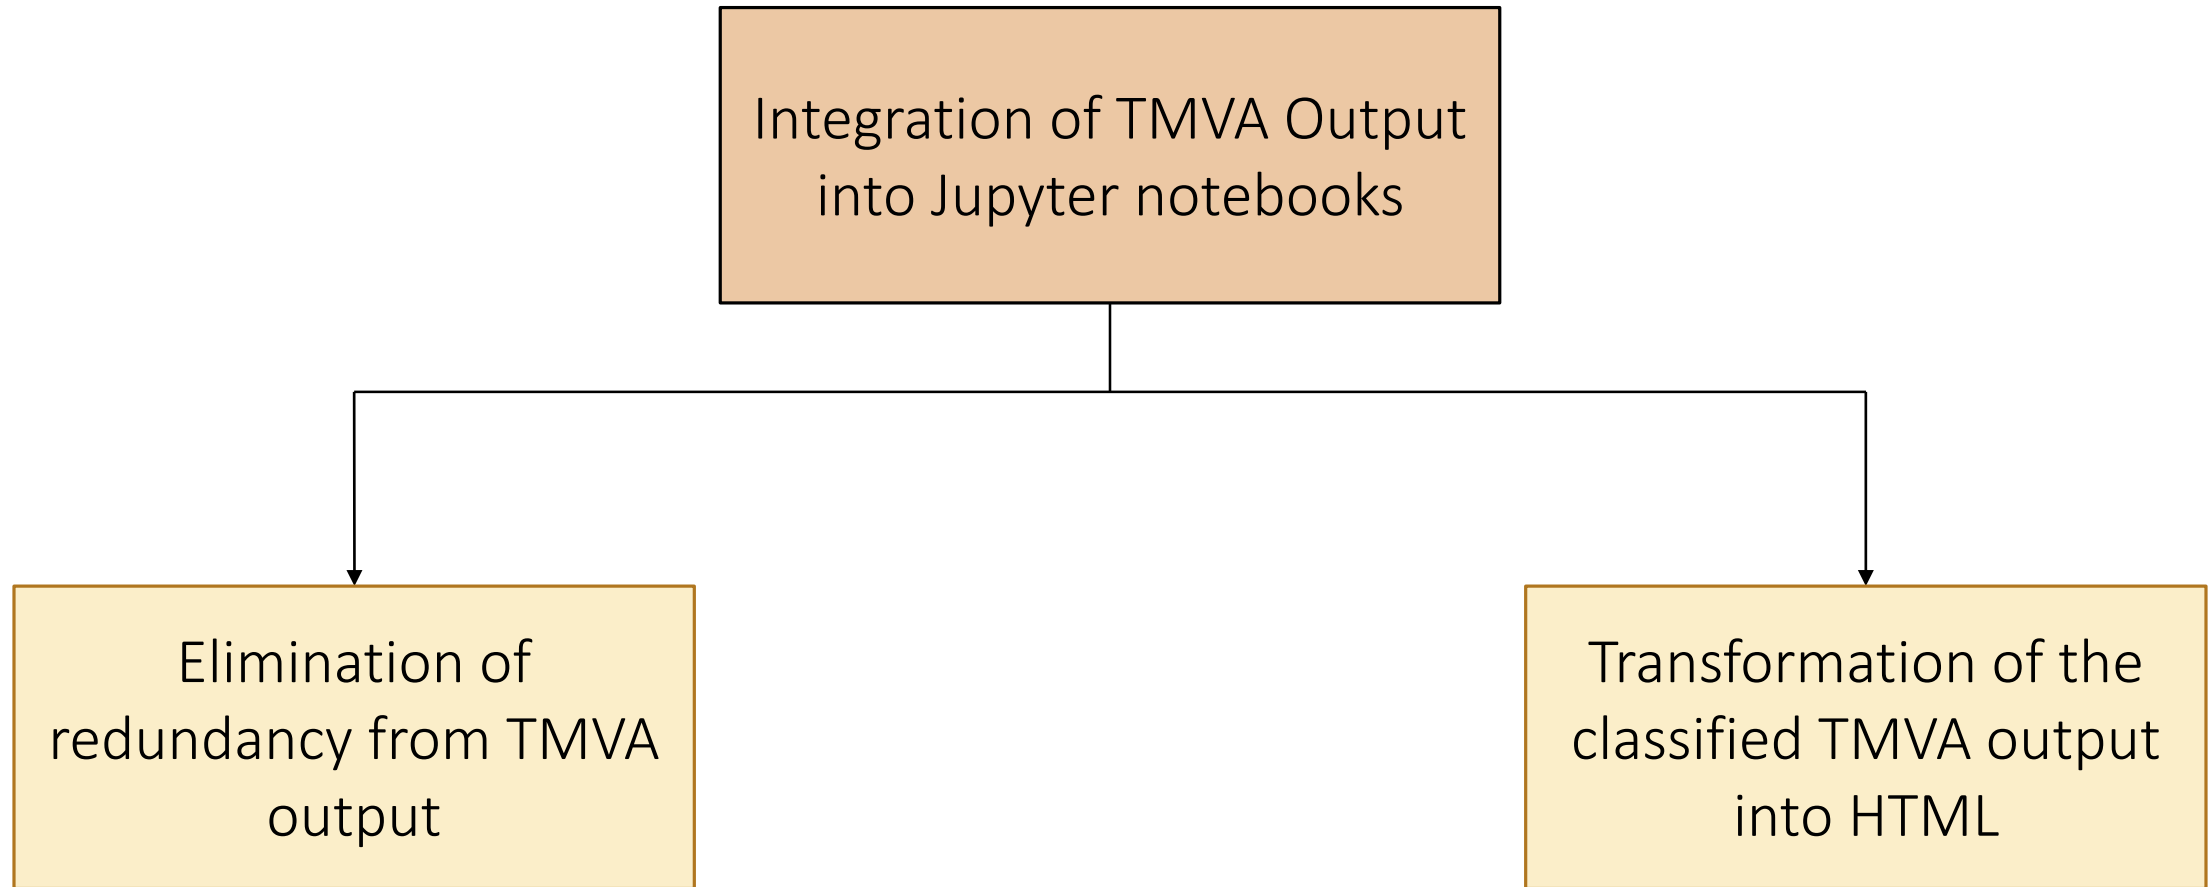 Integration of TMVA Output
into Jupyter notebooks
Elimination of
redundancy from TMVA
output
Transformation of the
classified TMVA output
into HTML